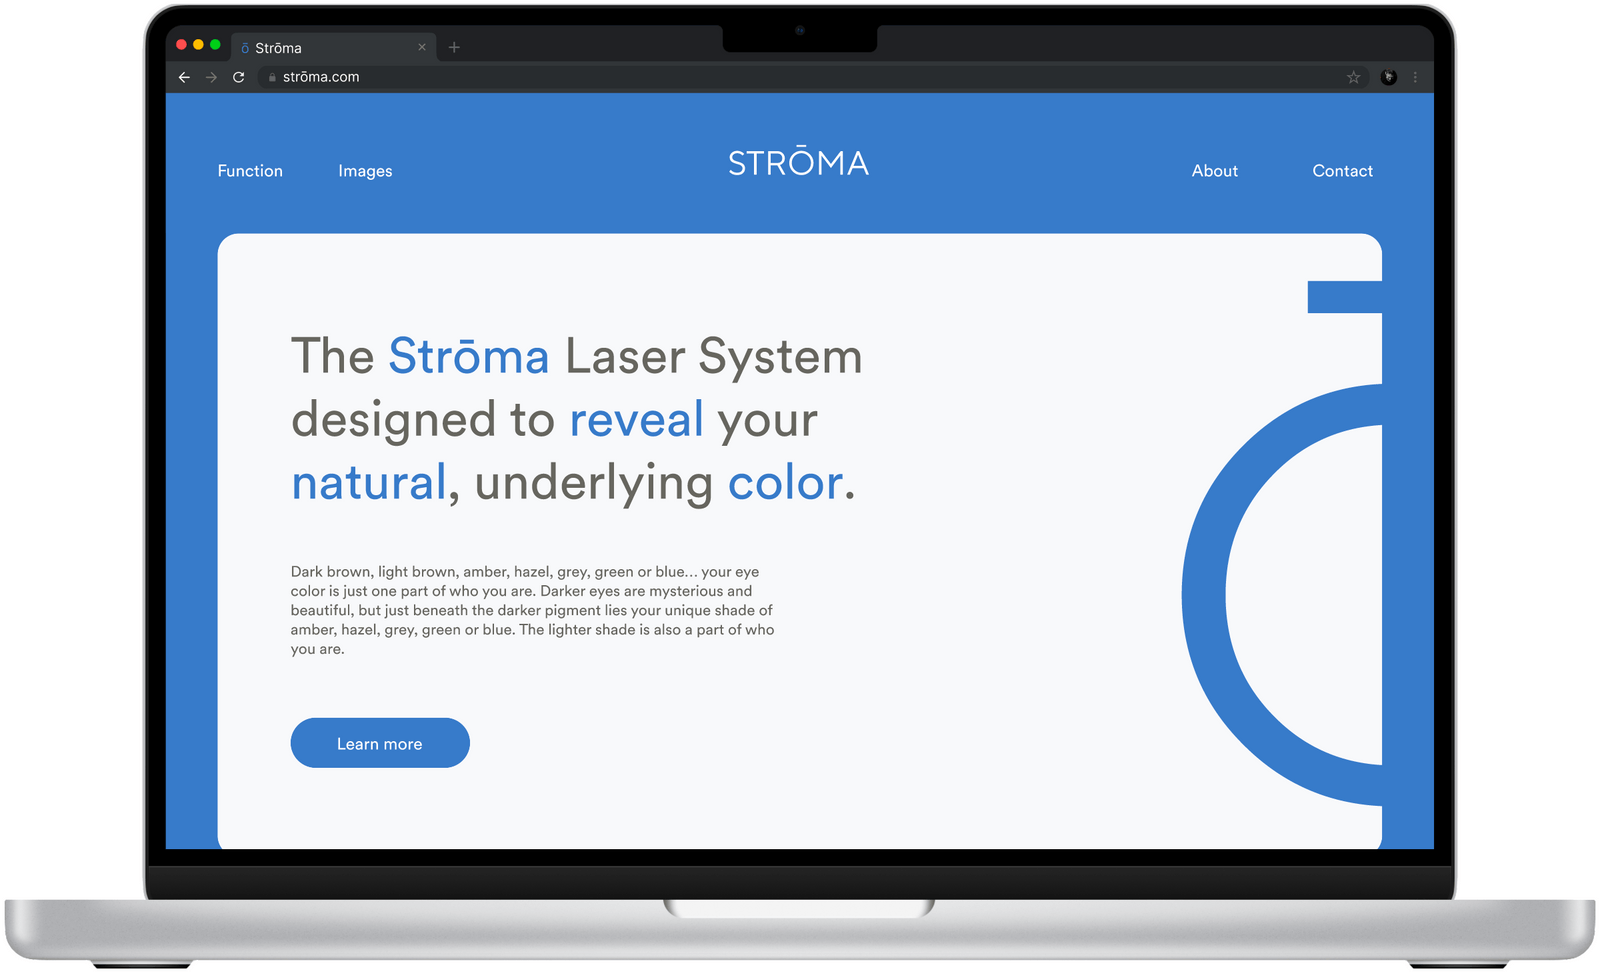 ō Strōma
strōma.com
Function Images STRŌMA About Contact
The Strōma Laser System
designed to reveal your
natural, underlying color.
Dark brown, light brown, amber, hazel, grey, green or blue... your eye
color is just one part of who you are. Darker eyes are mysterious and
beautiful, but just beneath the darker pigment lies your unique shade of
amber, hazel, grey, green or blue. The lighter shade is also a part of who
you are.
Learn more